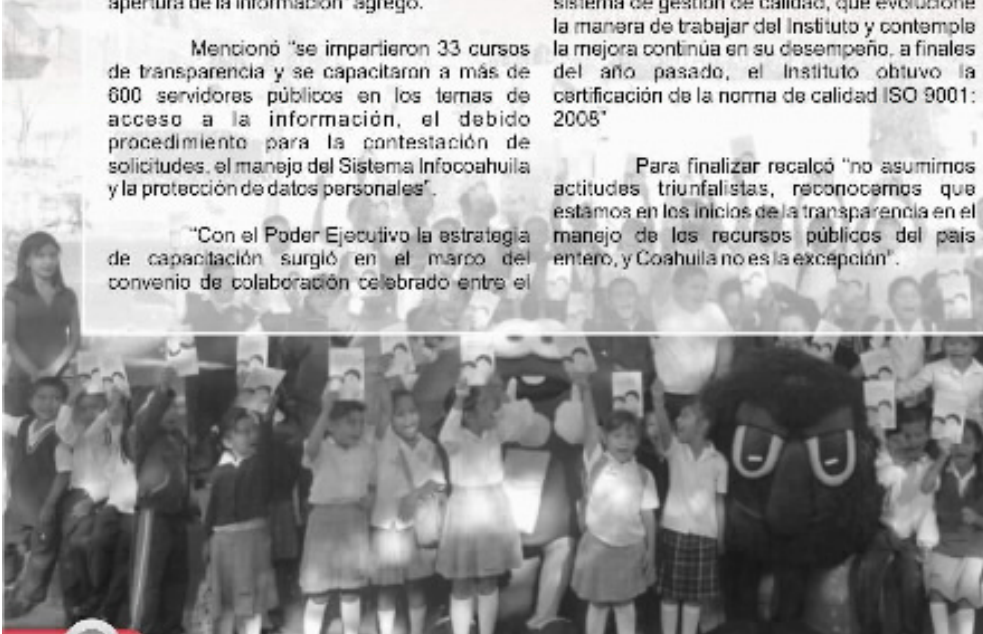 apertura de la información" agregó.
Mencionó "se impartieron 33 cursos
de transparencia y se capacitaron a más de
600 servidores públicos en los temas de
acceso a la información, el debido
procedimiento para la contestación de
solicitudes, el manejo del Sistema Infocoahuila
y la protección de datos personales".
"Con el Poder Ejecutivo la estrategia
de capacitación surgió en el marco del
convenio de colaboración celebrado entre el
sistema de gestión de calidad, que evolucione
la manera de trabajar del Instituto y contemple
la mejora continúa en su desempeño, a finales
del año pasado, el Instituto obtuvo la
certificación de la norma de calidad ISO 9001:
2008"
Para finalizar recalcó "no asumimos
actitudes triunfalistas, reconocemos que
estamos en los inicios de la transparencia en el
manejo de los recursos públicos del país
entero, y Coahuila no es la excepción".